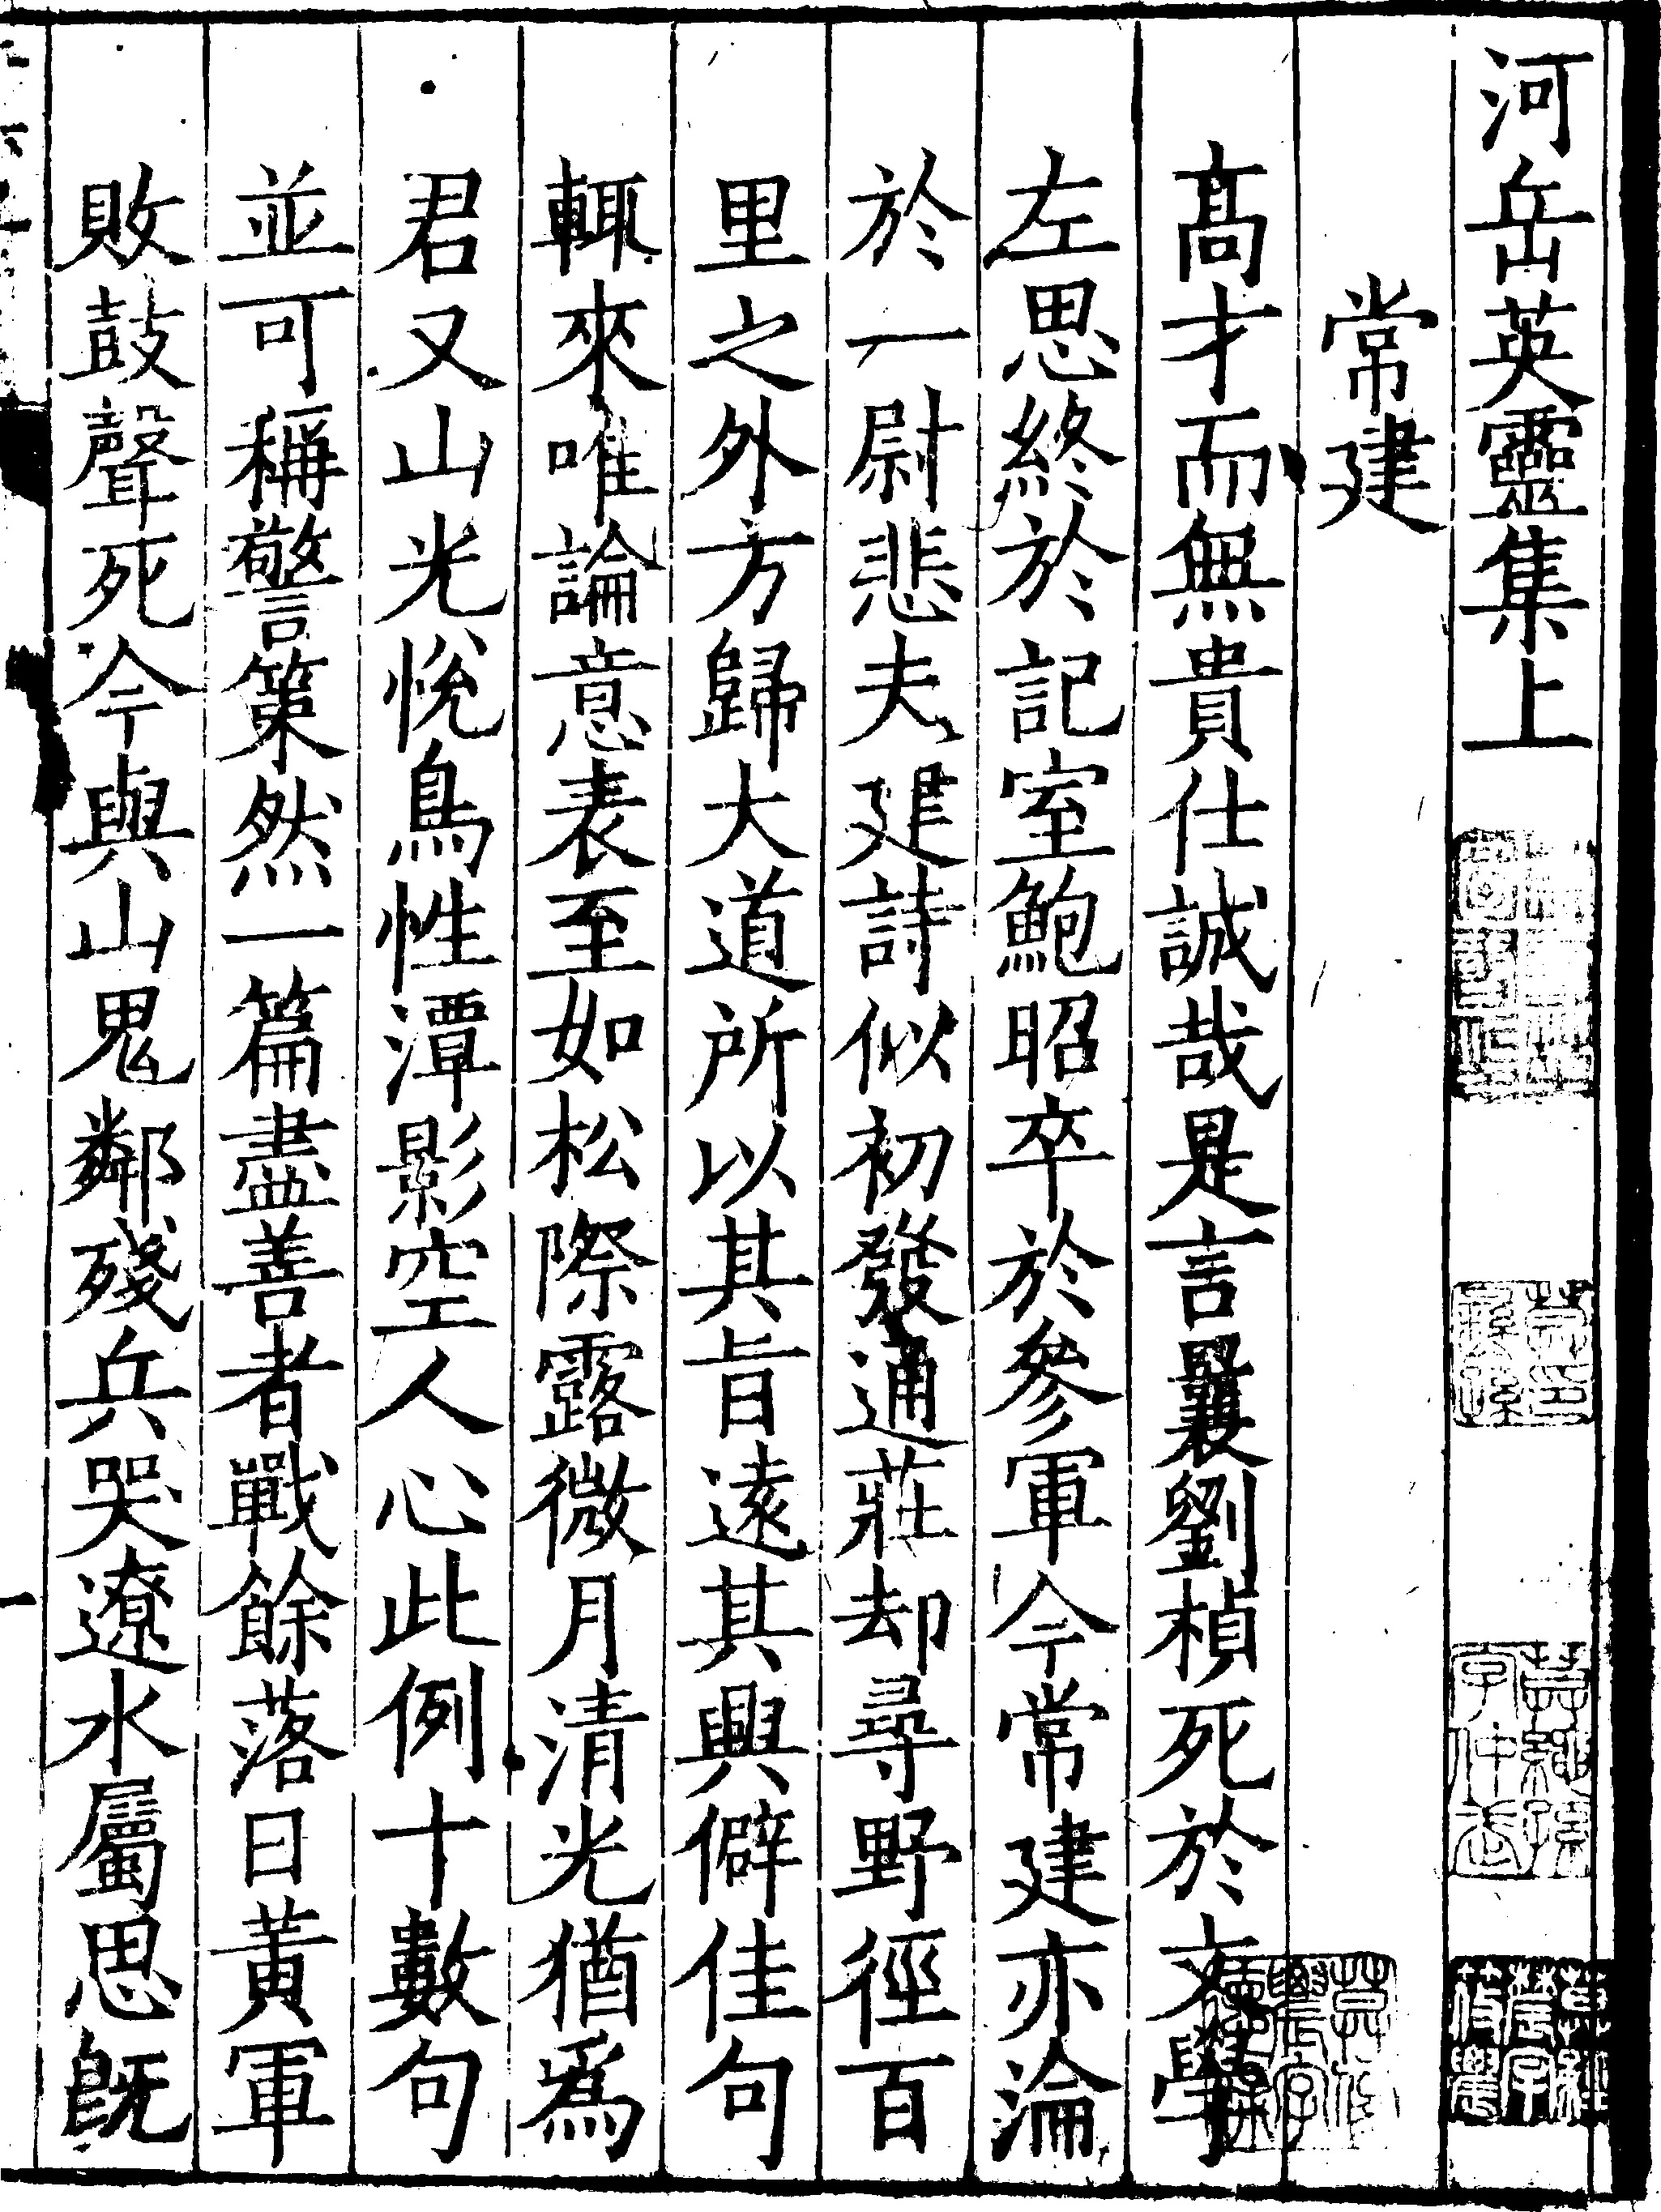 河岳英靈集上
常建
髙才而無貴仕誠哉是言曩劉楨死於文學
左思終於記室鮑昭卒於參軍今常建亦淪
於一尉悲夫建詩似初發通莊却尋野徑百
里之外方歸大道所以其旨遠其興僻佳句
輒來唯論意表至如松際露微月清光猶爲
君又山光悅鳥性潭影空人心此例十數句
並可稱警策然一篇盡善者戰餘落日黃軍
敗鼓聲死今與山鬼鄰殘兵哭遼水屬思旣